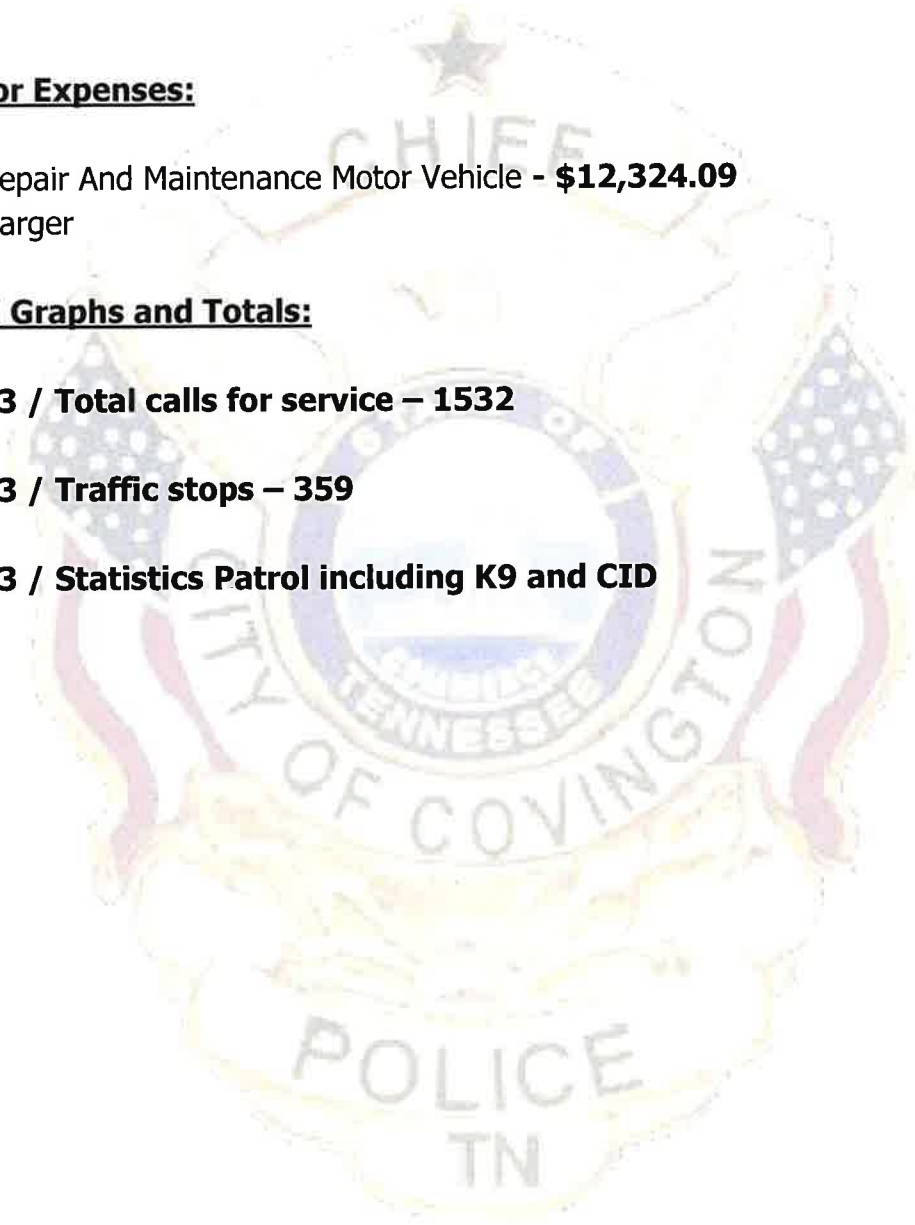 or Expenses:
epair And Maintenance Motor Vehicle - $12,324.09
arger
Graphs and Totals:
3 / Total calls for service – 1532
3 / Traffic stops – 359
3 / Statistics Patrol including K9 and CID
CHIEF
STATE OF
TENNESSEE
CITY OF COVINGTON
POLICE
TN